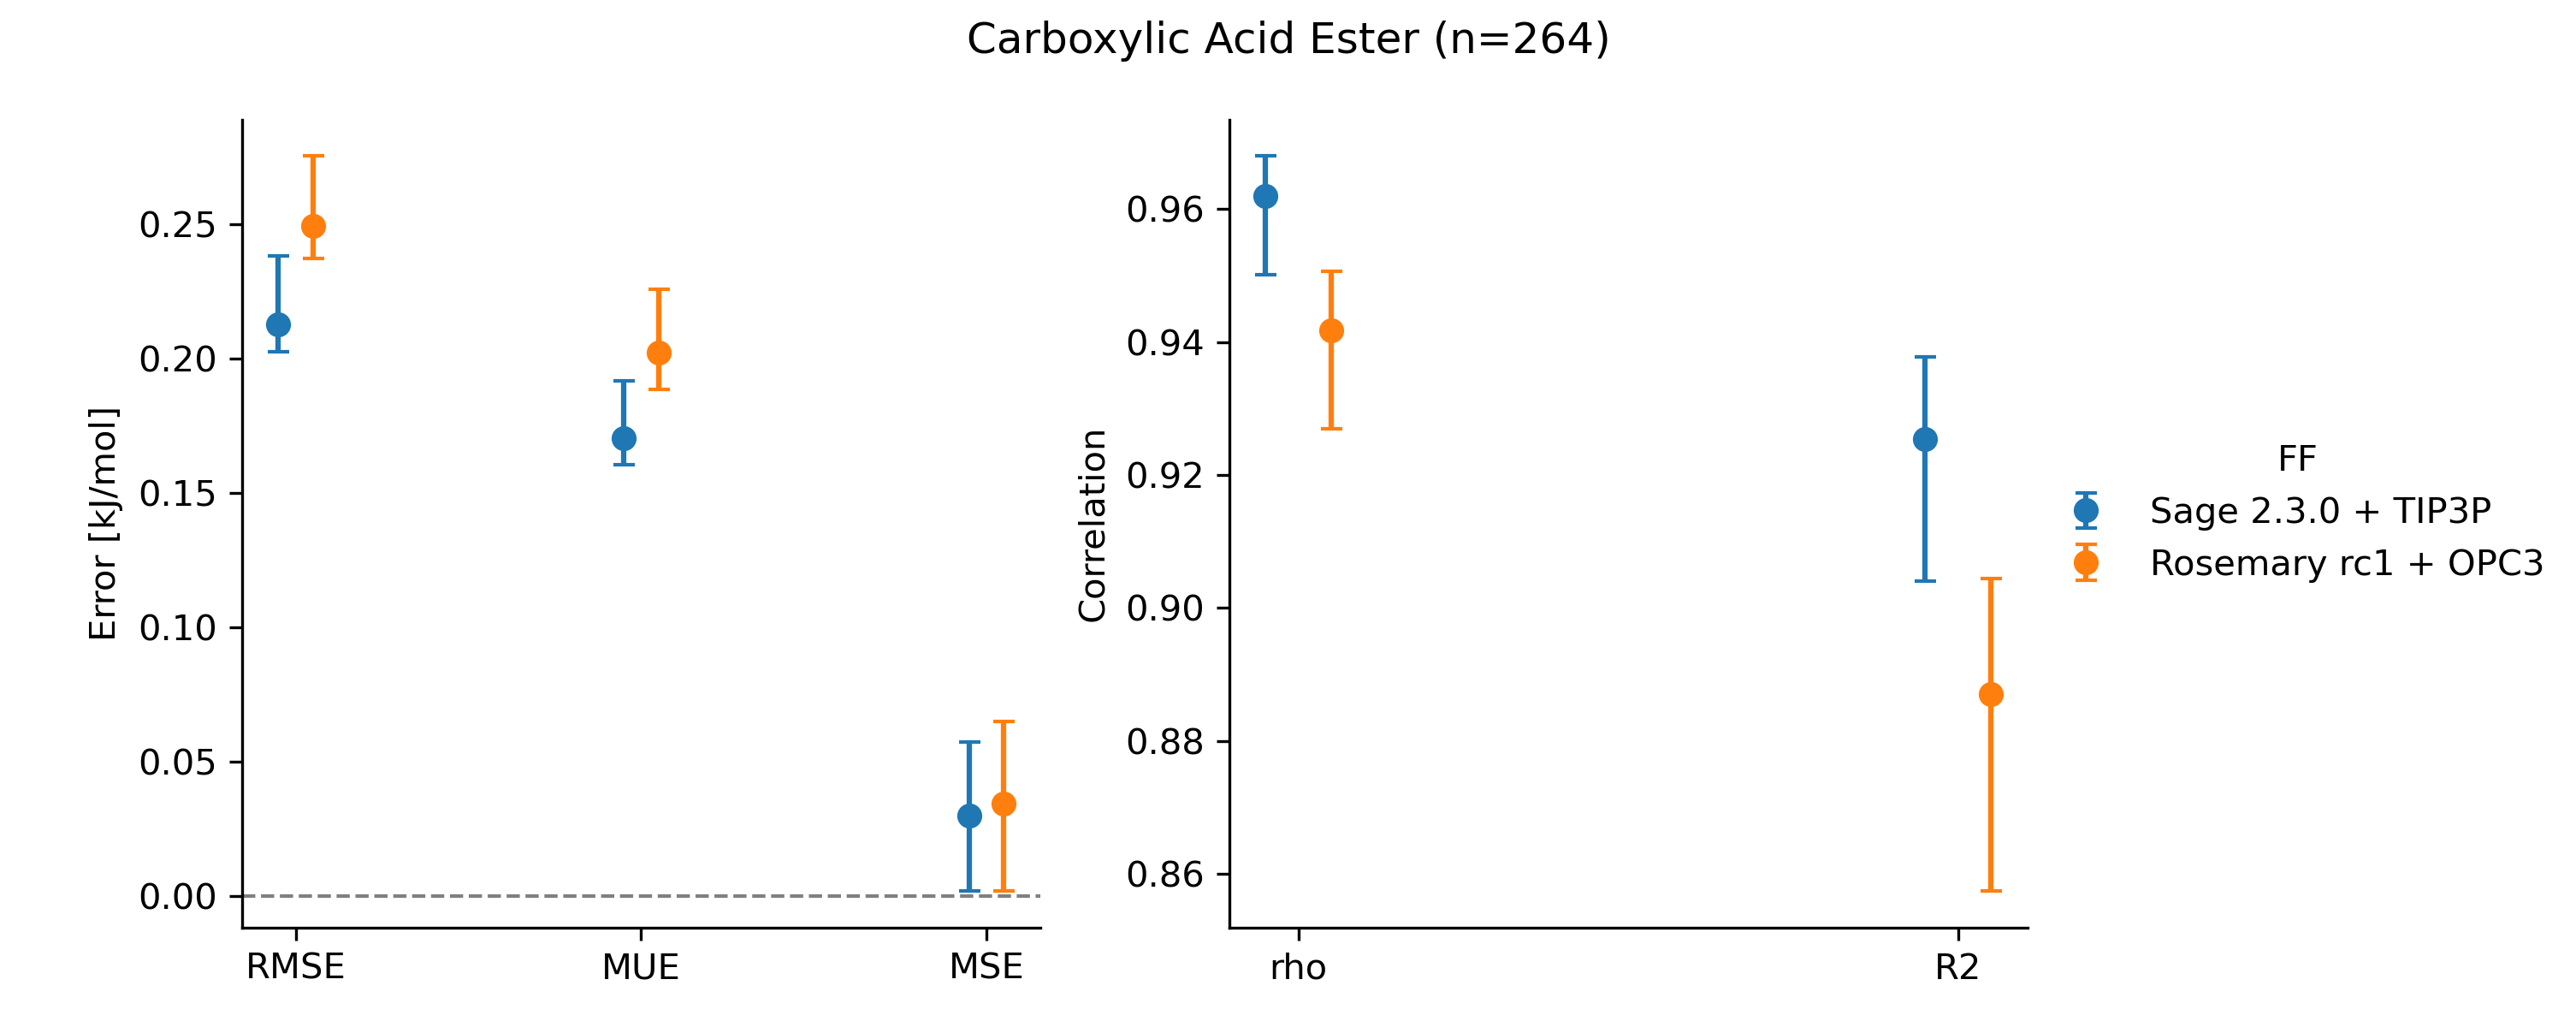 Carboxylic Acid Ester (n=264)
Error [kJ/mol]
0.25
0.20
0.15
0.10
0.05
0.00
RMSE
MUE
MSE
Correlation
0.96
0.94
0.92
0.90
0.88
0.86
rho
R2
FF
Sage 2.3.0 + TIP3P
Rosemary rc1 + OPC3